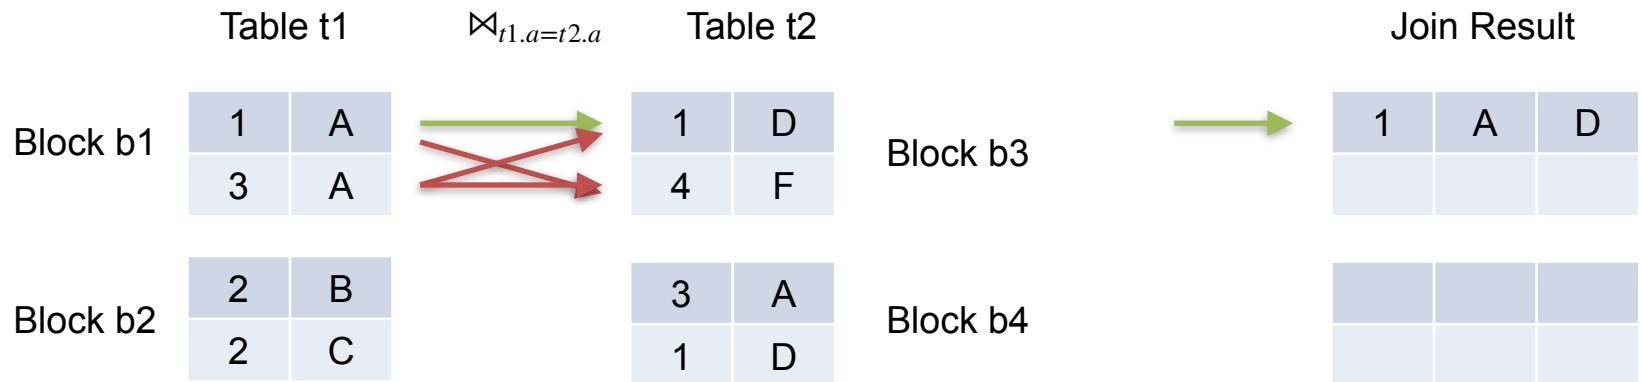 Table t1 ⋈t1.a=t2.a Table t2 Join Result
Block b1
1 A
3 A
1 D
4 F
Block b3
1 A D
Block b2
2 B
2 C
3 A
1 D
Block b4